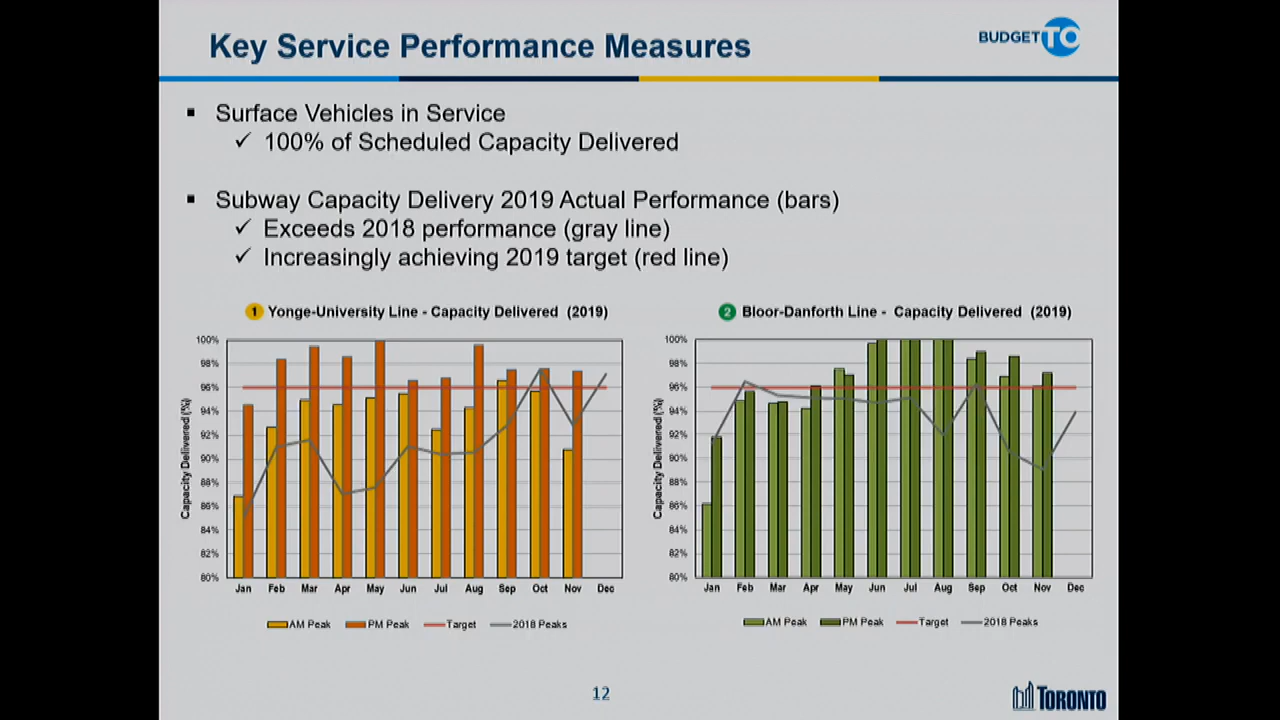 Key Service Performance Measures
BUDGETTO
Surface Vehicles in Service
100% of Scheduled Capacity Delivered
Subway Capacity Delivery 2019 Actual Performance (bars)
Exceeds 2018 performance (gray line)
Increasingly achieving 2019 target (red line)
1 Yonge-University Line - Capacity Delivered (2019)
Capacity Delivered (%)
100%
98%
96%
94%
92%
90%
88%
86%
84%
82%
80%
Jan Feb Mar Apr May Jun Jul Aug Sep Oct Nov Dec
AM Peak PM Peak Target 2018 Peaks
2 Bloor-Danforth Line - Capacity Delivered (2019)
Capacity Delivered (%)
100%
98%
96%
94%
92%
90%
88%
86%
84%
82%
80%
Jan Feb Mar Apr May Jun Jul Aug Sep Oct Nov Dec
AM Peak PM Peak Target 2018 Peaks
12
TORONTO